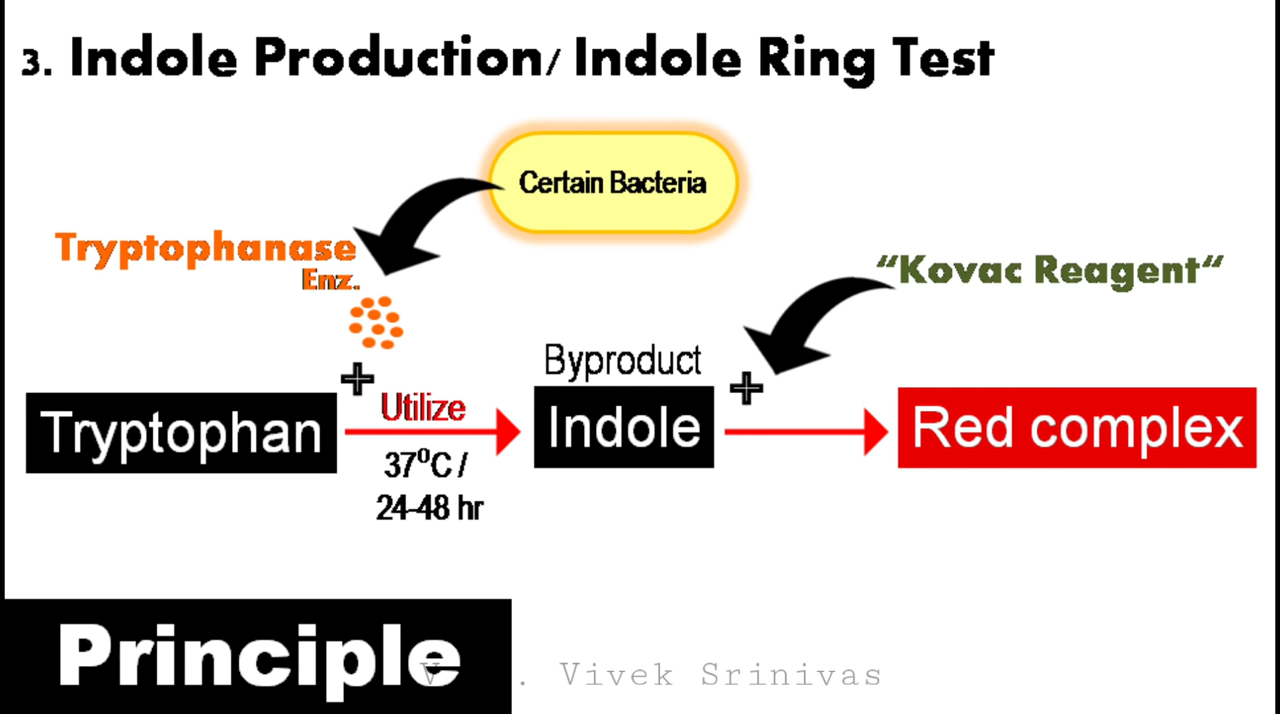 3. Indole Production/ Indole Ring Test
Certain Bacteria
Tryptophanase
Enz.
"Kovac Reagent"
Byproduct
+
+
Utilize
Tryptophan
Indole
Red complex
37⁰C /
24-48 hr
Principle
. Vivek Srinivas